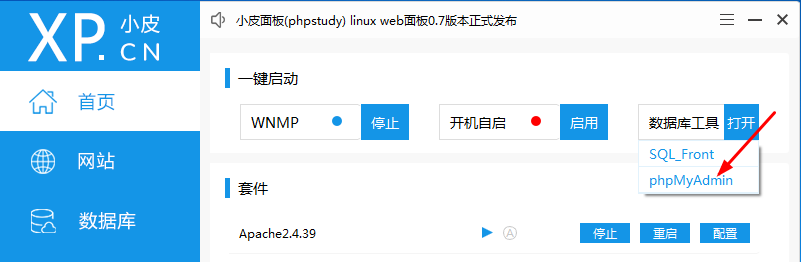 XP.小皮CN
小皮面板(phpstudy) linux web面板0.7版本正式发布
首页
网站
数据库
一键启动
WNMP 停止 开机自启 启用 数据库工具 打开
SQL_Front
phpMyAdmin
套件
Apache2.4.39 A 停止 重启 配置